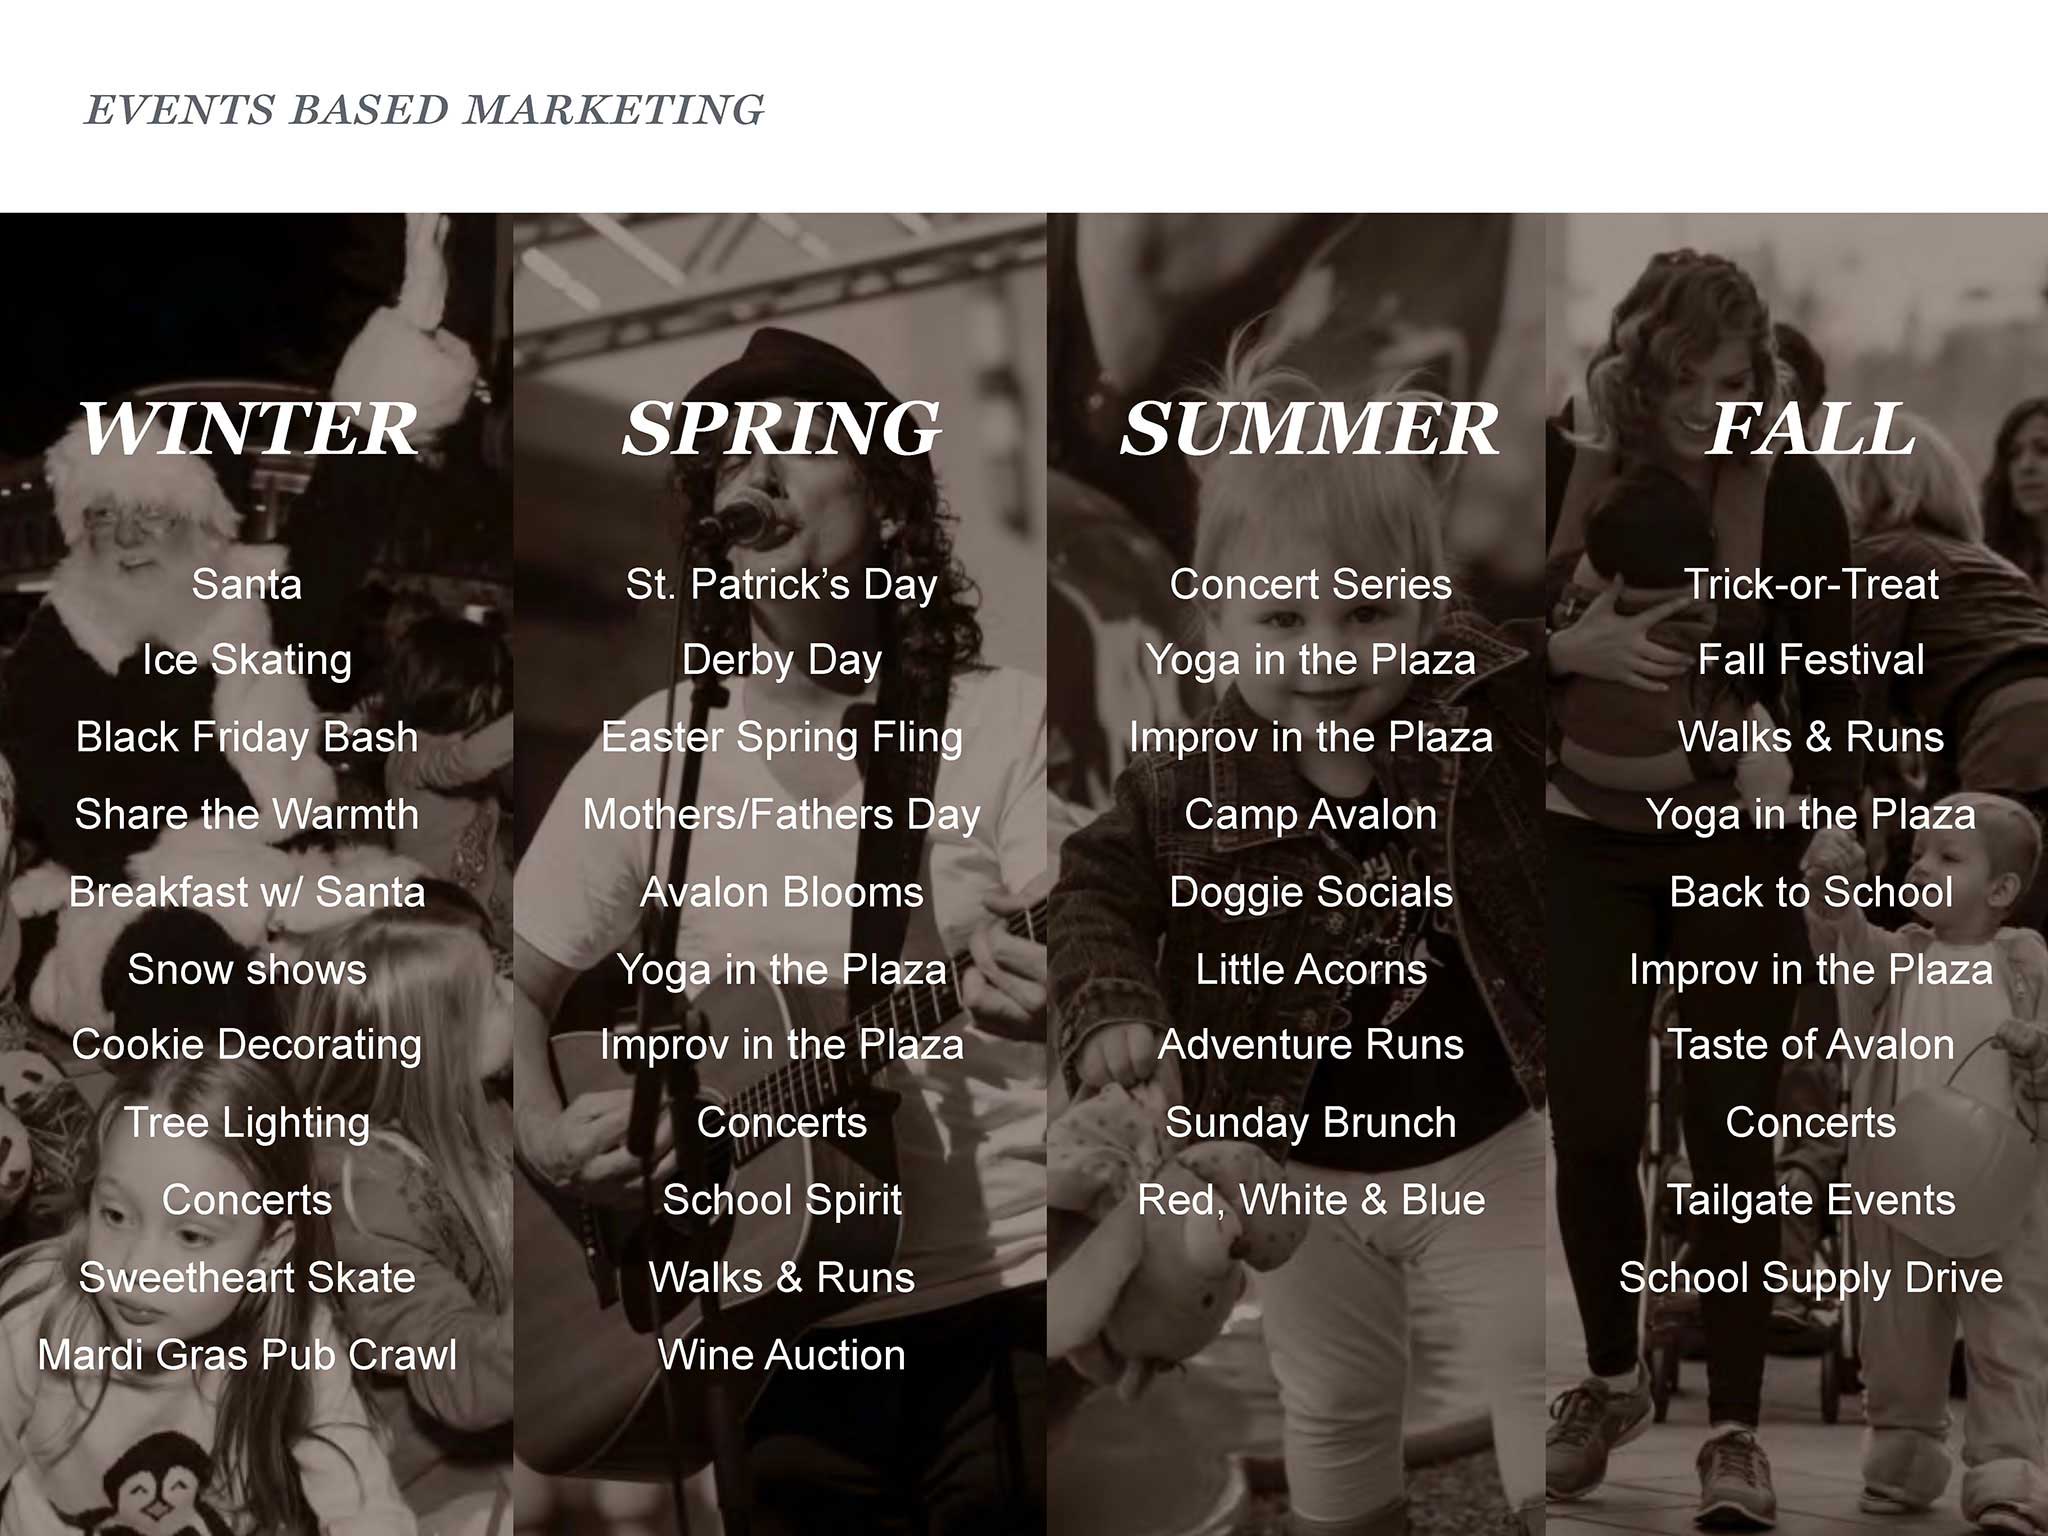 EVENTS BASED MARKETING
WINTER
Santa
Ice Skating
Black Friday Bash
Share the Warmth
Breakfast w/ Santa
Snow shows
Cookie Decorating
Tree Lighting
Concerts
Sweetheart Skate
Mardi Gras Pub Crawl
SPRING
St. Patrick’s Day
Derby Day
Easter Spring Fling
Mothers/Fathers Day
Avalon Blooms
Yoga in the Plaza
Improv in the Plaza
Concerts
School Spirit
Walks & Runs
Wine Auction
SUMMER
Concert Series
Yoga in the Plaza
Improv in the Plaza
Camp Avalon
Doggie Socials
Little Acorns
Adventure Runs
Sunday Brunch
Red, White & Blue
FALL
Trick-or-Treat
Fall Festival
Walks & Runs
Yoga in the Plaza
Back to School
Improv in the Plaza
Taste of Avalon
Concerts
Tailgate Events
School Supply Drive